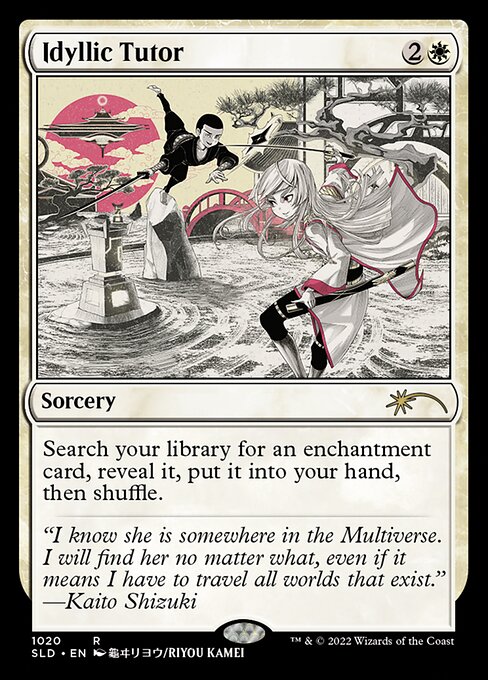 Idyllic Tutor 2
Sorcery
Search your library for an enchantment
card, reveal it, put it into your hand,
then shuffle.
“I know she is somewhere in the Multiverse.
I will find her no matter what, even if it
means I have to travel all worlds that exist.”
—Kaito Shizuki
1020 R
SLD • EN 龜井リヨウ/RIYOU KAMEI
™ & © 2022 Wizards of the Coast